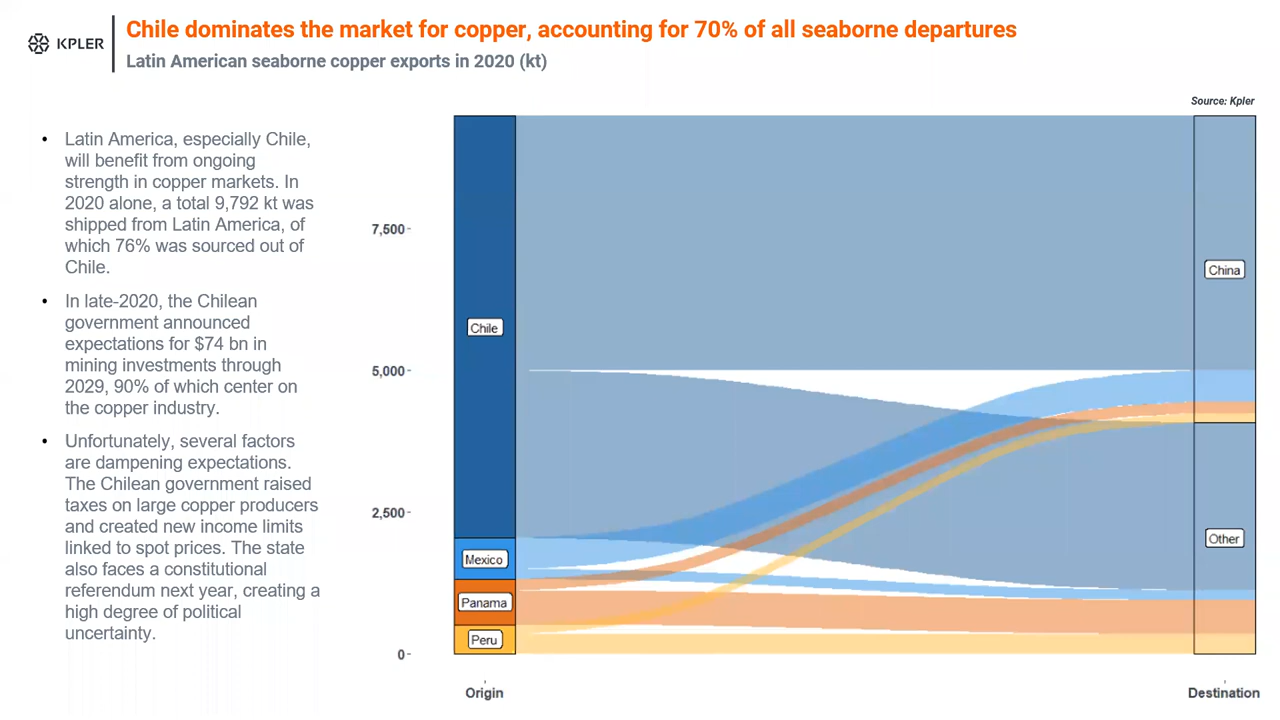 Chile dominates the market for copper, accounting for 70% of all seaborne departures
KPLER
Latin American seaborne copper exports in 2020 (kt)
Source: Kpler
• Latin America, especially Chile,
will benefit from ongoing
strength in copper markets. In
2020 alone, a total 9,792 kt was
shipped from Latin America, of
which 76% was sourced out of
Chile.
• In late-2020, the Chilean
government announced
expectations for $74 bn in
mining investments through
2029, 90% of which center on
the copper industry.
• Unfortunately, several factors
are dampening expectations.
The Chilean government raised
taxes on large copper producers
and created new income limits
linked to spot prices. The state
also faces a constitutional
referendum next year, creating a
high degree of political
uncertainty.
7,500
5,000
2,500
0
Chile
Mexico
Panama
Peru
China
Other
Origin
Destination